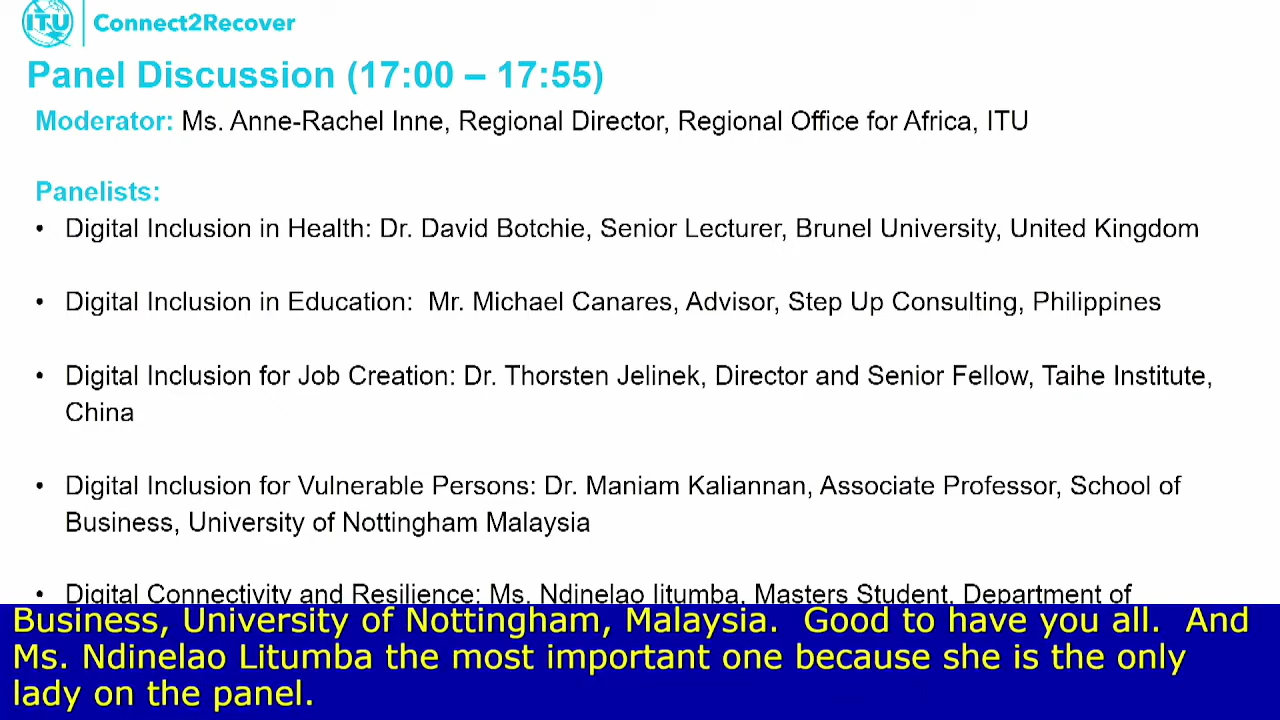 ITU Connect2Recover
Panel Discussion (17:00 – 17:55)
Moderator: Ms. Anne-Rachel Inne, Regional Director, Regional Office for Africa, ITU
Panelists:
• Digital Inclusion in Health: Dr. David Botchie, Senior Lecturer, Brunel University, United Kingdom
• Digital Inclusion in Education:  Mr. Michael Canares, Advisor, Step Up Consulting, Philippines
• Digital Inclusion for Job Creation: Dr. Thorsten Jelinek, Director and Senior Fellow, Taihe Institute,
China
• Digital Inclusion for Vulnerable Persons: Dr. Maniam Kaliannan, Associate Professor, School of
Business, University of Nottingham Malaysia
• Digital Connectivity and Resilience: Ms. Ndinelao Iitumba, Masters Student, Department of
Business, University of Nottingham, Malaysia.  Good to have you all.  And
Ms. Ndinelao Litumba the most important one because she is the only
lady on the panel.